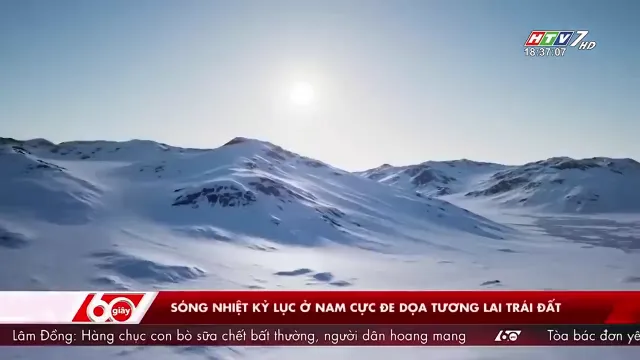 HTV7 HD
18:37:07
60 giây
SÓNG NHIỆT KỶ LỤC Ở NAM CỰC ĐE DỌA TƯƠNG LAI TRÁI ĐẤT
Lâm Đồng: Hàng chục con bò sữa chết bất thường, người dân hoang mang 60 Tòa bác đơn yê